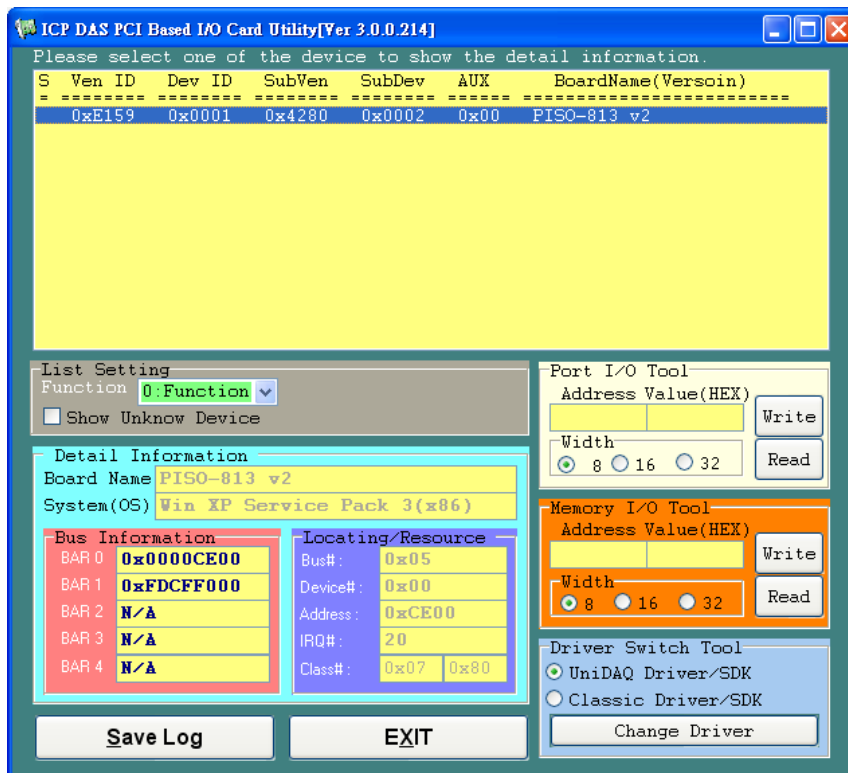 ICP DAS PCI Based I/O Card Utility[Ver 3.0.0.214]
Please select one of the device to show the detail information.
S Ven ID Dev ID SubVen SubDev AUX BoardName(Versoin)
= ======== ======== ======== ======== ====== =========================
0xE159 0x0001 0x4280 0x0002 0x00 PISO-813 v2
List Setting
Function 0:Function
Show Unknow Device
Detail Information
Board Name PISO-813 v2
System(OS) Win XP Service Pack 3(x86)
Bus Information
BAR 0 0x0000CE00
BAR 1 0xFDCFF000
BAR 2 N/A
BAR 3 N/A
BAR 4 N/A
Locating/Resource
Bus#: 0x05
Device#: 0x00
Address: 0xCE00
IRQ#: 20
Class#: 0x07 0x80
Save Log
EXIT
Port I/O Tool
Address Value(HEX)
Write
Width
8 16 32
Read
Memory I/O Tool
Address Value(HEX)
Write
Width
8 16 32
Read
Driver Switch Tool
UniDAQ Driver/SDK
Classic Driver/SDK
Change Driver